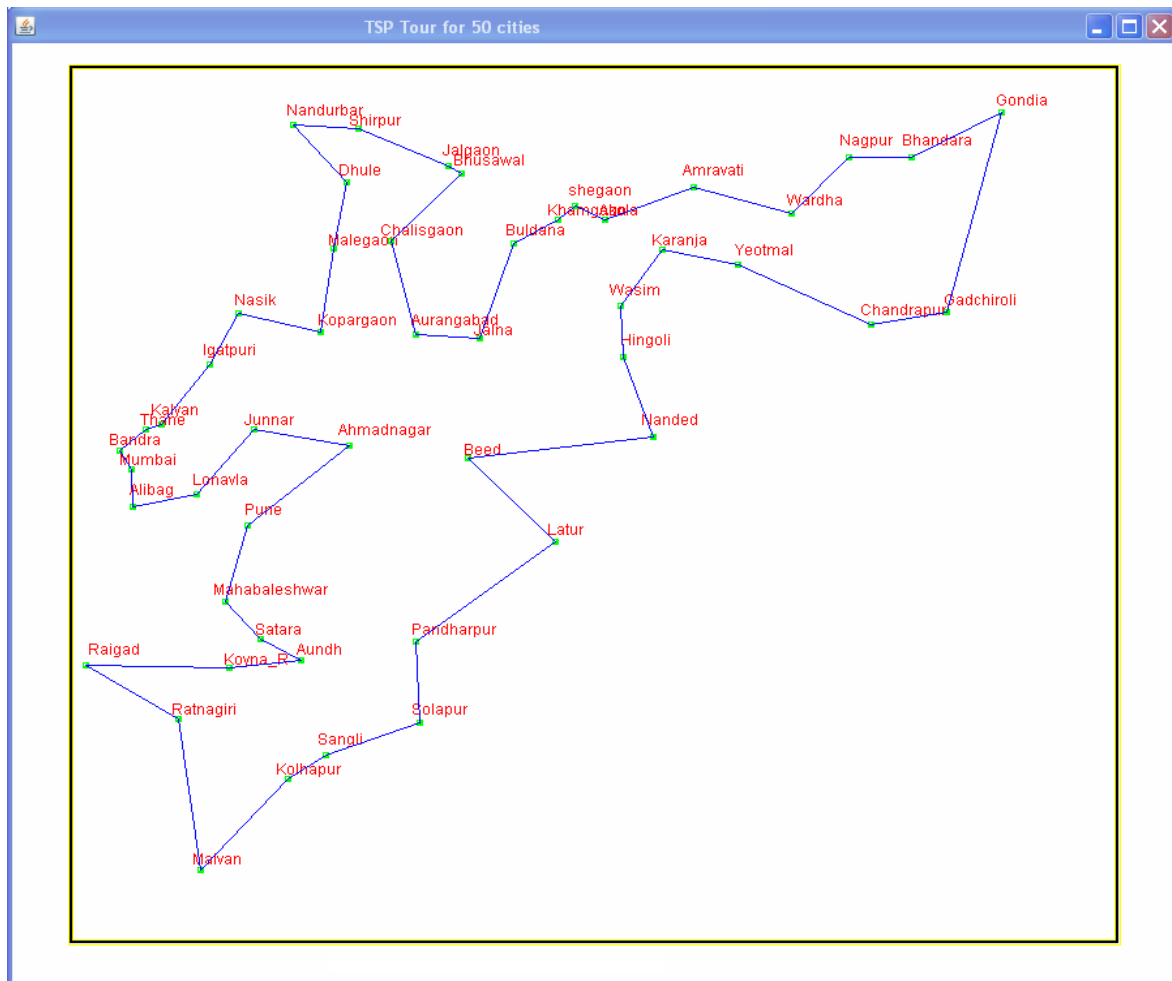 TSP Tour for 50 cities
Gondia
Nandurbar
Shirpur
Nagpur
Bhandara
Jalgaon
Bhusawal
Dhule
Amravati
shegaon
Wardha
Khamgaon
Akola
Chalisgaon
Buldana
Malegaon
Karanja
Yeotmal
Wasim
Nasik
Gadchiroli
Chandrapur
Kopargaon
Aurangabad
Jalna
Hingoli
Igatpuri
Kalyan
Thane
Junnar
Nanded
Ahmadnagar
Bandra
Beed
Mumbai
Lonavla
Alibag
Pune
Latur
Mahabaleshwar
Satara
Pandharpur
Raigad
Aundh
Koyna_R
Ratnagiri
Solapur
Sangli
Kolhapur
Malvan